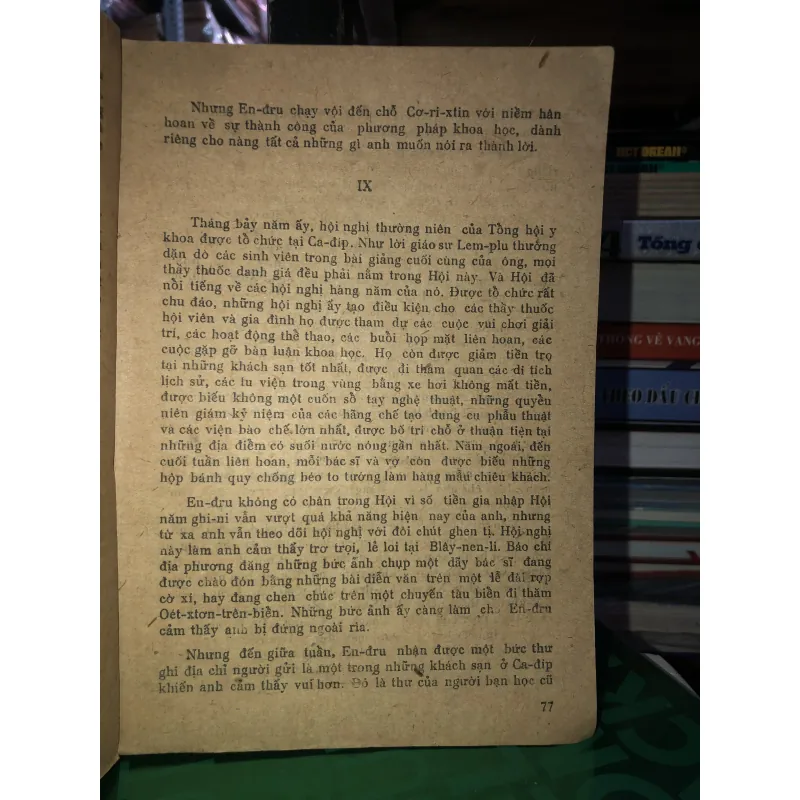 Nhưng En-đru chạy vội đến chỗ Cơ-ri-xtin với niềm hân
hoan về sự thành công của phương pháp khoa học, dành
riêng cho nàng tất cả những gì anh muốn nói ra thành lời.
IX
Tháng bảy năm ấy, hội nghị thường niên của Tổng hội y
khoa được tổ chức tại Ca-đip. Như lời giáo sư Lem-plu thường
dặn dò các sinh viên trong bài giảng cuối cùng của ông, mọi
thầy thuốc danh giá đều phải nằm trong Hội này. Và Hội đã
nổi tiếng về các hội nghị hàng năm của nó. Được tổ chức rất
chu đáo, những hội nghị ấy tạo điều kiện cho các thầy thuốc
hội viên và gia đình họ được tham dự các cuộc vui chơi giải
trí, các hoạt động thể thao, các buổi họp mặt liên hoan, các
cuộc gặp gỡ bàn luận khoa học. Họ còn được giảm tiền trọ
tại những khách sạn tốt nhất, được đi thăm quan các di tích
lịch sử, các tu viện trong vùng bằng xe hơi không mất tiền,
được biếu không một cuốn sổ tay nghệ thuật, những quyển
niên giám kỷ niệm của các hãng chế tạo dung cu phẫu thuật
và các viện bào chế lớn nhất, được bố trí chỗ ở thuận tiện tại
những địa điểm có suối nước nóng gần nhất. Năm ngoái, đến
cuối tuần liên hoan, mỗi bác sĩ và vợ còn được biếu những
hộp bánh quy chống béo to tướng làm hàng mẫu chiêu khách.
En-đru không có chân trong Hội vì số tiền gia nhập Hội
năm ghi-ni vẫn vượt quá khả năng hiện nay của anh, nhưng
từ xa anh vẫn theo dõi hội nghị với đôi chút ghen tị. Hội nghị
này làm anh cảm thấy trơ trọi, lẻ loi tại Blây-nen-li. Báo chí
địa phương đăng những bức ảnh chụp một dãy bác sĩ đang
được chào đón bằng những bài diễn văn trên một lễ đài rợp
cờ xí, hay đang chen chúc trên một chuyến tàu biển đi thăm
Oét-xtơn-trên-biển. Những bức ảnh ấy càng làm En-đru
cảm thấy anh bị đứng ngoài rìa.
Nhưng đến giữa tuần, En-đru nhận được một bức thư
ghi địa chỉ người gửi là một trong những khách sạn ở Ca-đip
khiến anh cảm thấy vui hơn. Đó là thư của người bạn học cũ
77
Tổng
THÔNG VẺ VANG
THEO DẤU